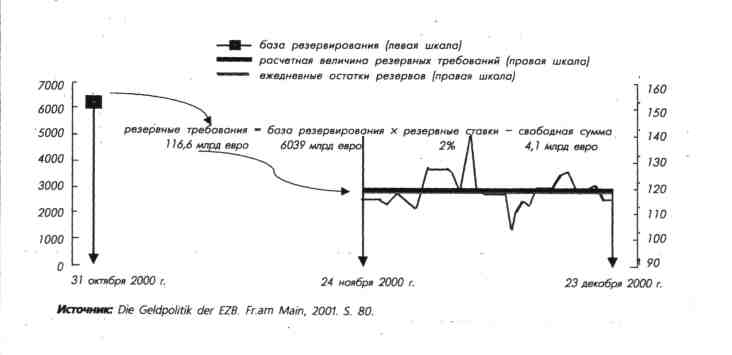 база резервирования (левая шкала)
расчетная величина резервных требований (правая шкала)
ежедневные остатки резервов (правая шкала)
7000
6000
5000
4000
3000
2000
1000
0
160
150
140
130
120
110
100
90
резервные требования = база резервирования × резервные ставки − свободная сумма
116,6 млрд евро 6039 млрд евро 2% 4,1 млрд евро
31 октября 2000 г. 24 ноября 2000 г. 23 декабря 2000 г.
Источник: Die Geldpolitik der EZB. Fr.am Main, 2001. S. 80.